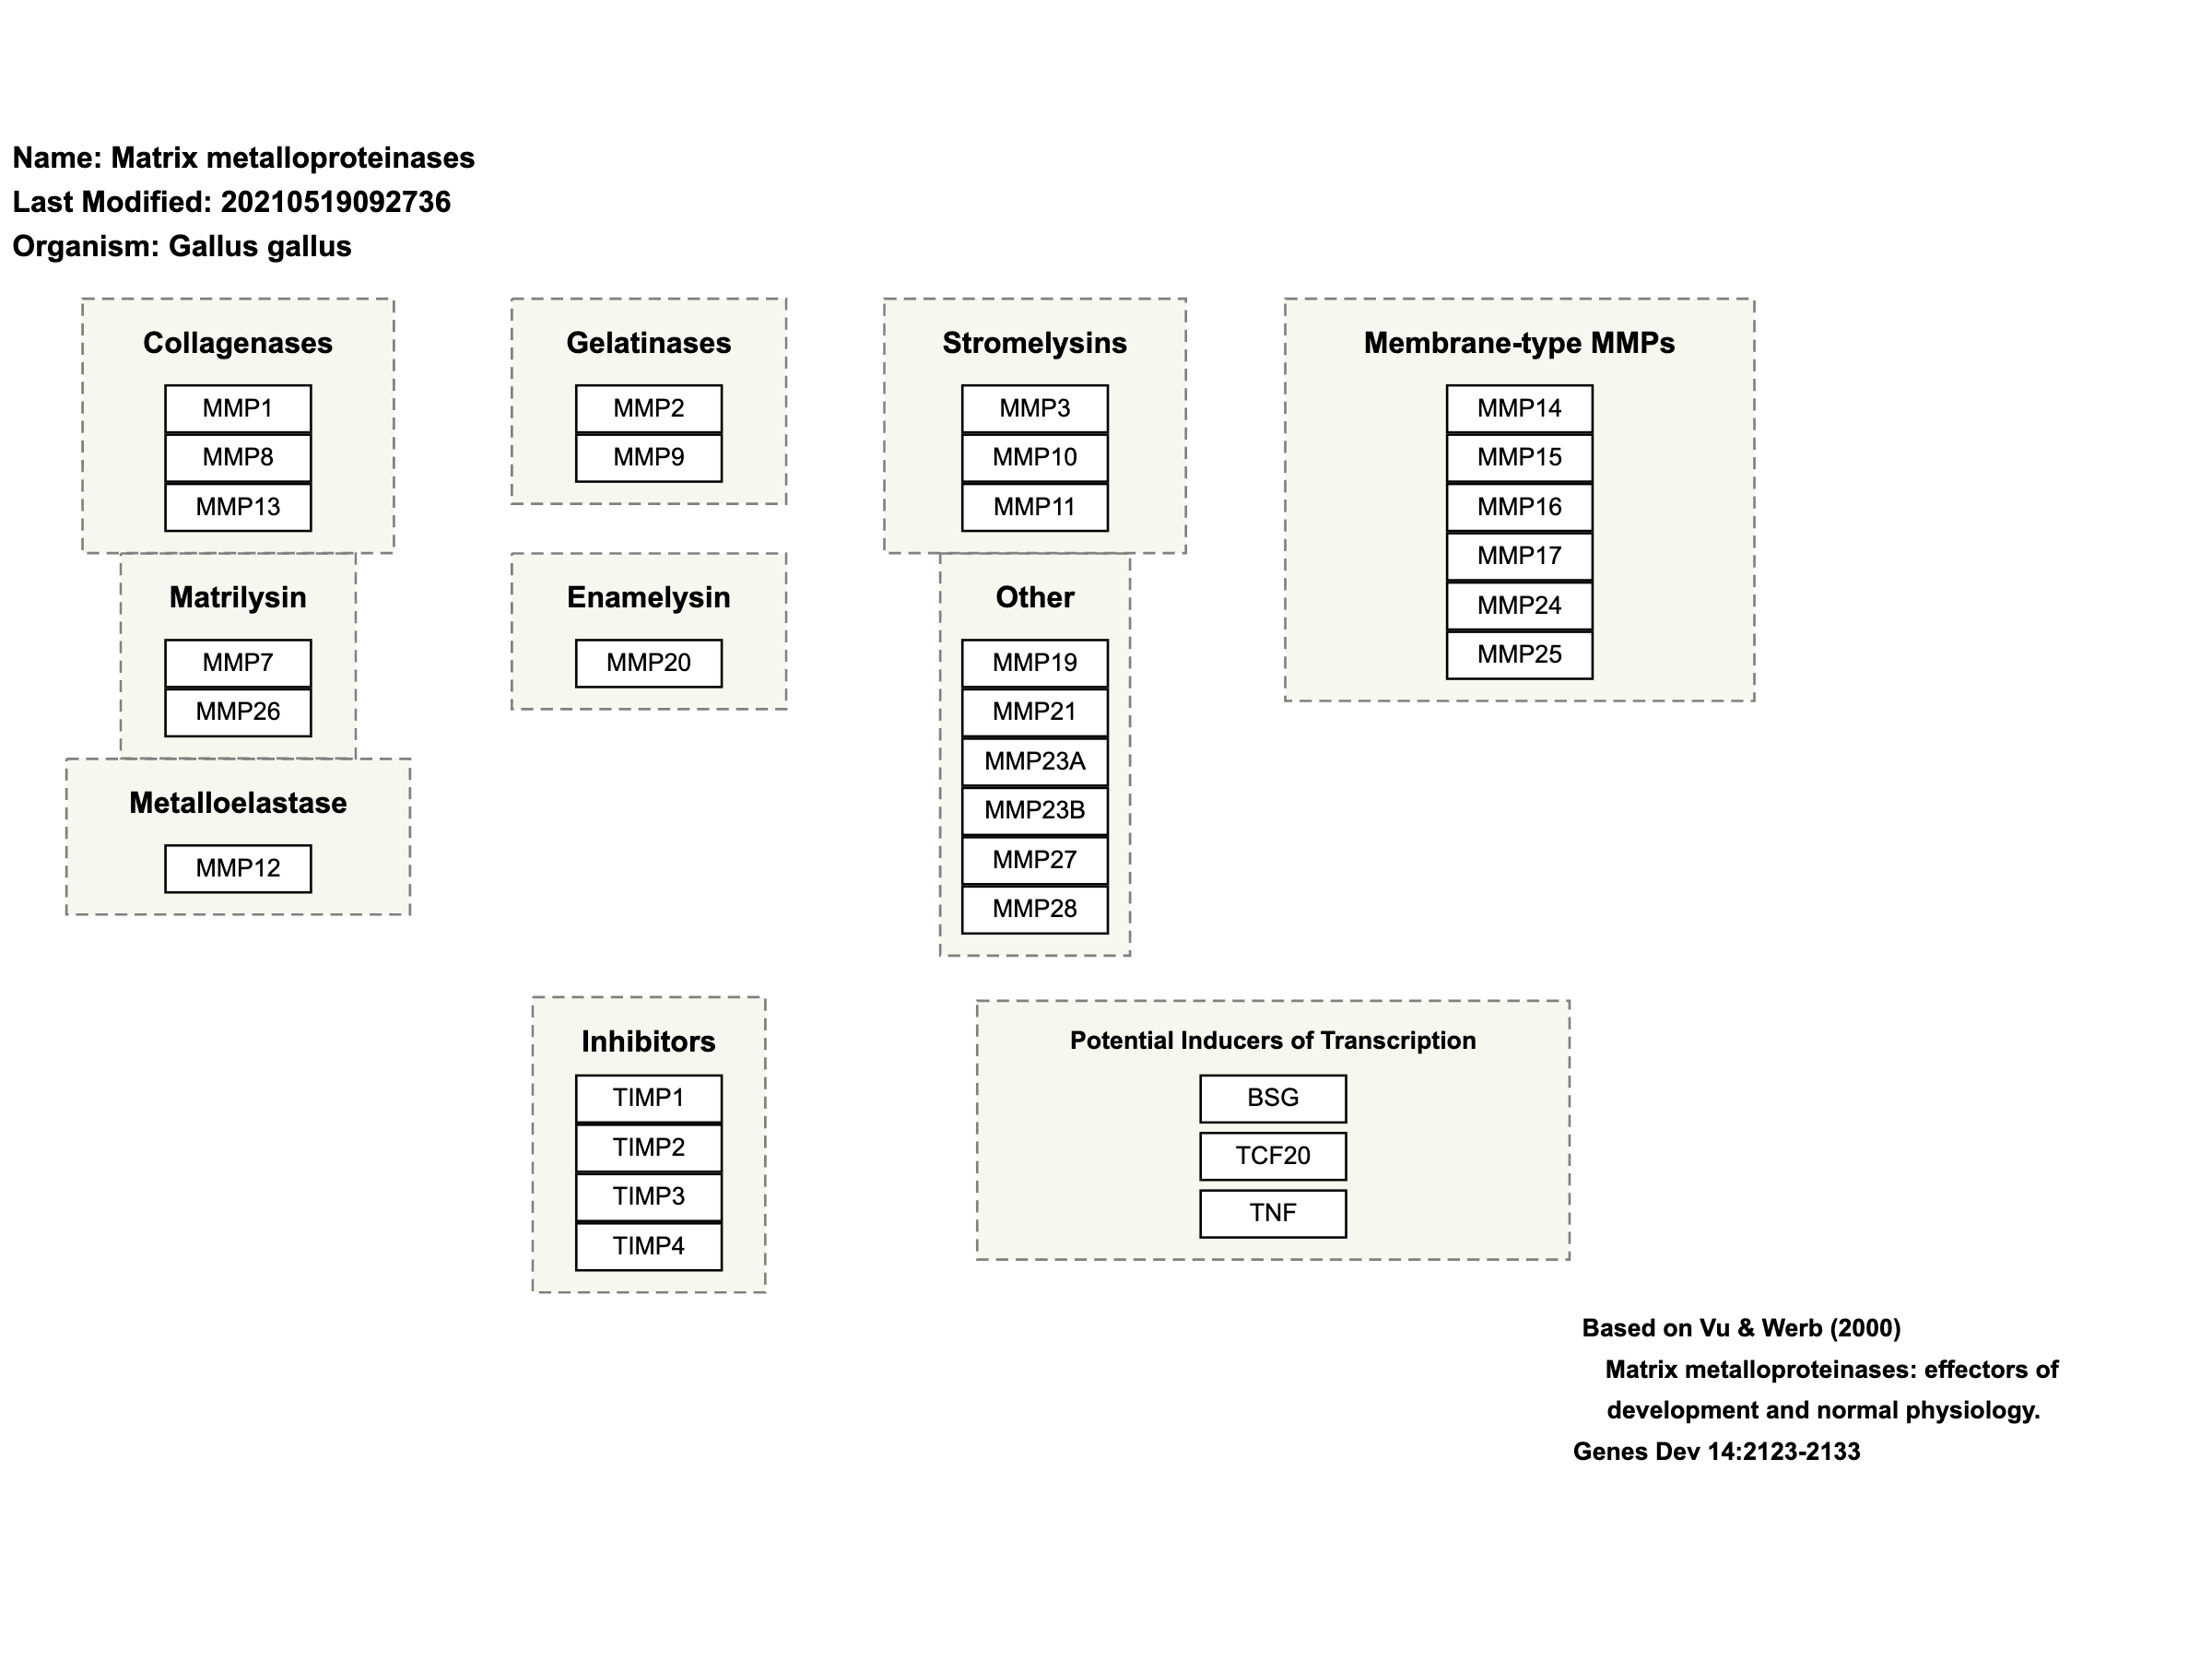 Name: Matrix metalloproteinases
Last Modified: 20210519092736
Organism: Gallus gallus
Collagenases
MMP1
MMP8
MMP13
Matrilysin
MMP7
MMP26
Metalloelastase
MMP12
Gelatinases
MMP2
MMP9
Enamelysin
MMP20
Stromelysins
MMP3
MMP10
MMP11
Other
MMP19
MMP21
MMP23A
MMP23B
MMP27
MMP28
Membrane-type MMPs
MMP14
MMP15
MMP16
MMP17
MMP24
MMP25
Inhibitors
TIMP1
TIMP2
TIMP3
TIMP4
Potential Inducers of Transcription
BSG
TCF20
TNF
Based on Vu & Werb (2000)
Matrix metalloproteinases: effectors of
development and normal physiology.
Genes Dev 14:2123-2133